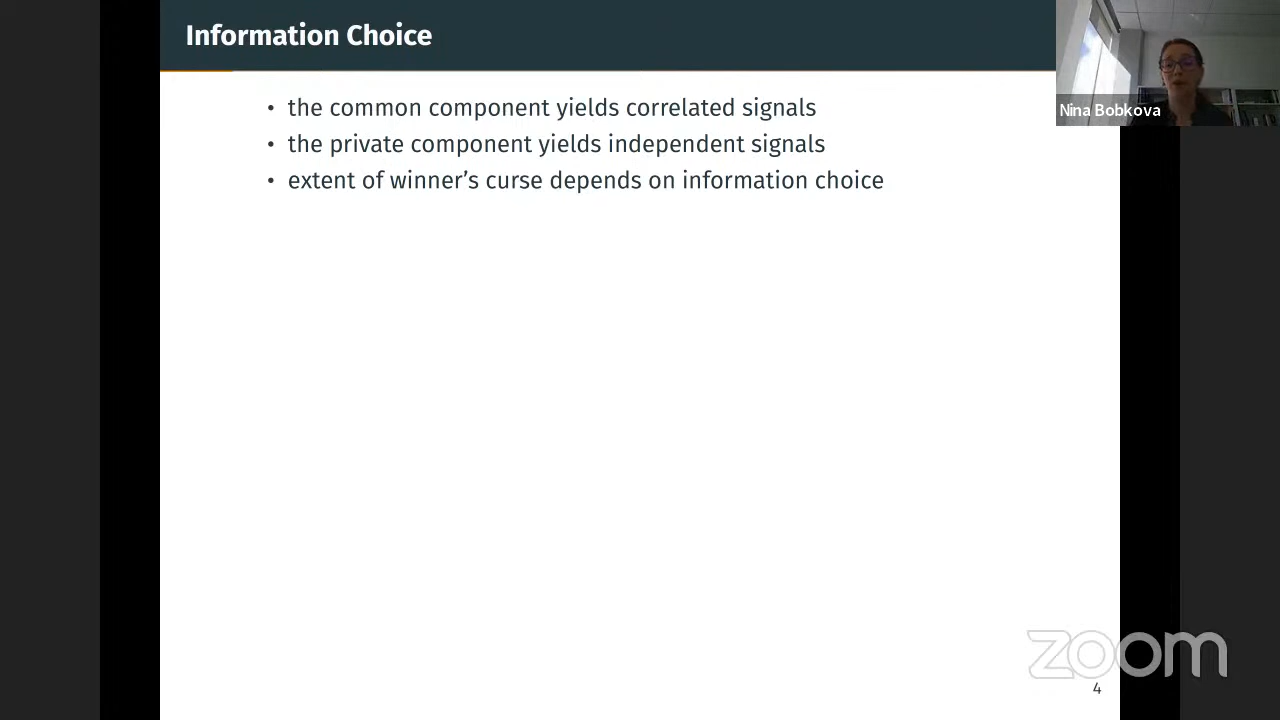 Information Choice
Nina Bobkova
• the common component yields correlated signals
• the private component yields independent signals
• extent of winner's curse depends on information choice
zoom
4